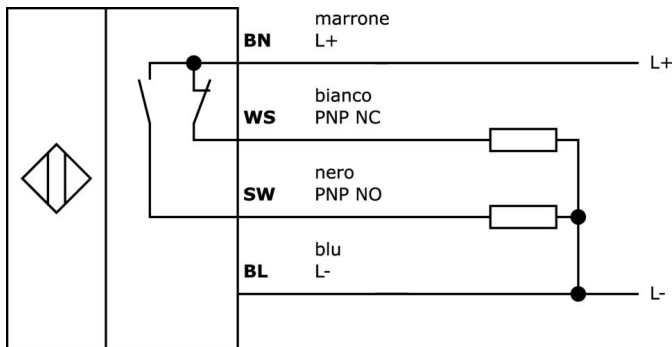 marrone
BN L+
L+
bianco
WS PNP NC
nero
SW PNP NO
blu
BL L-
L-